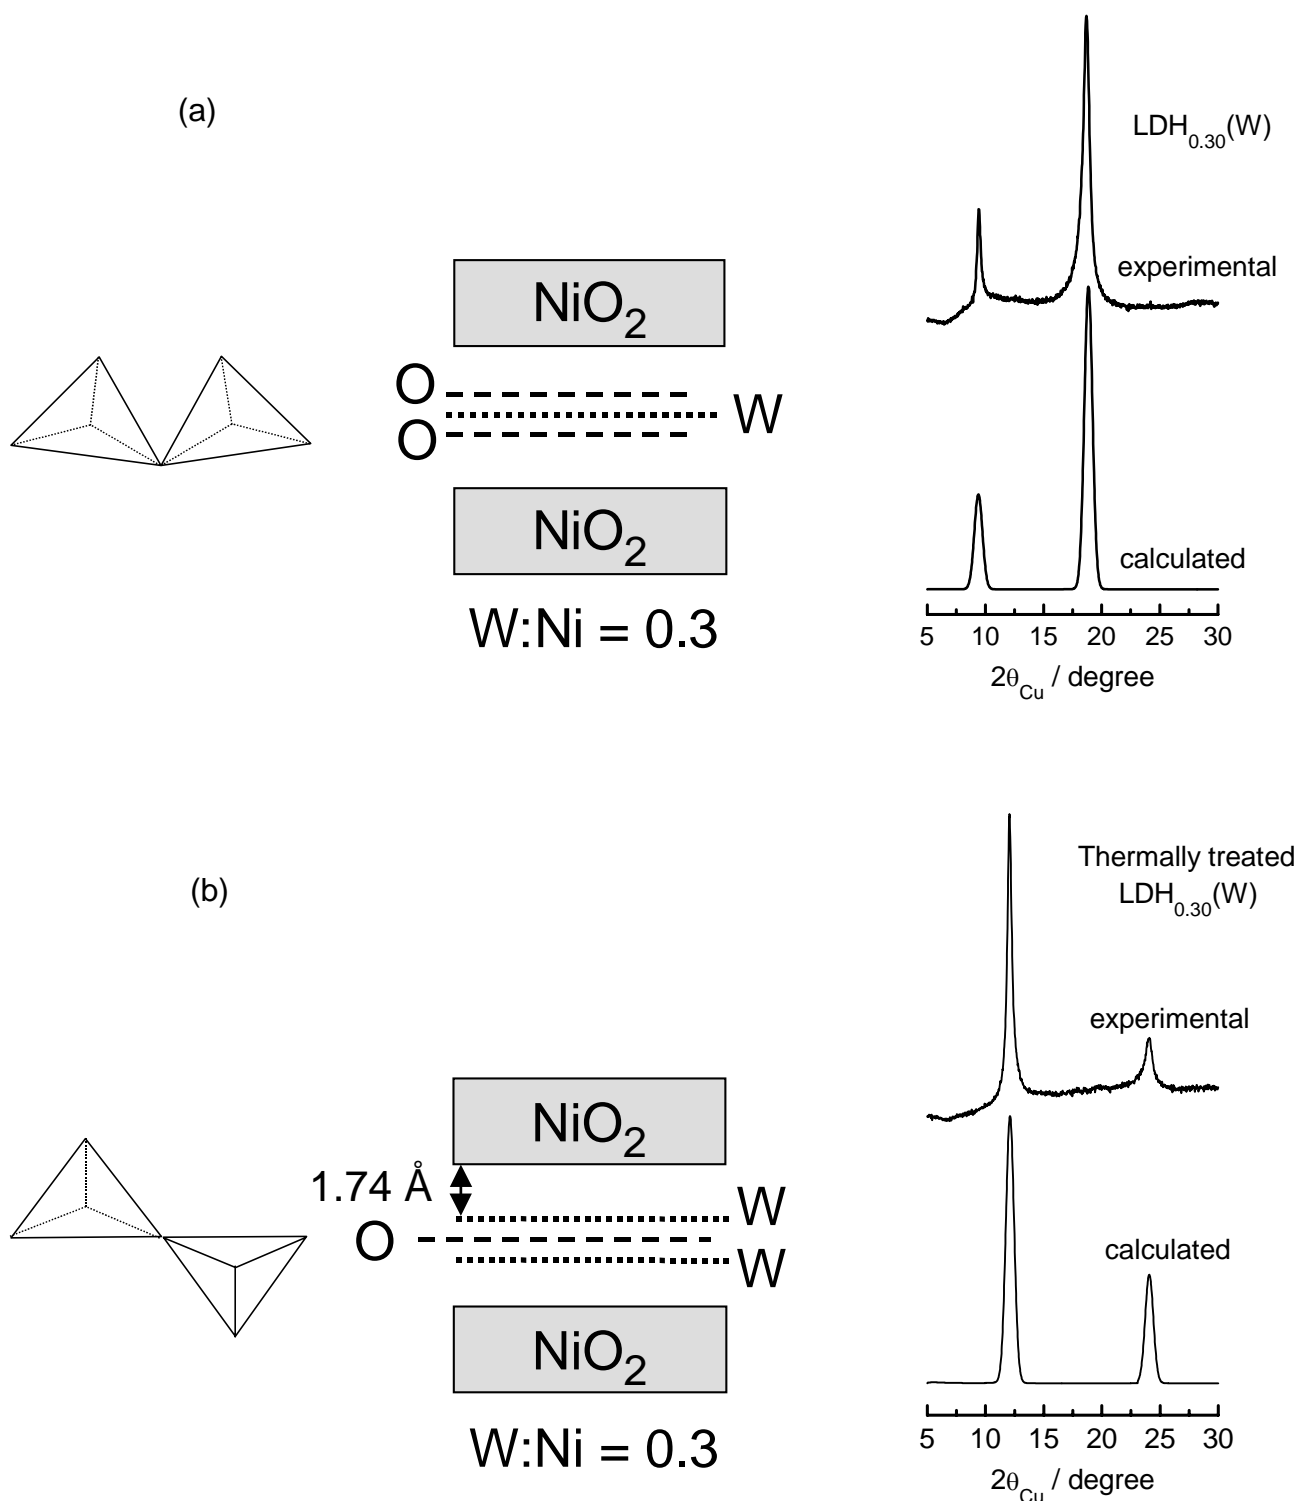 (a)
LDH0.30(W)
experimental
NiO2
O
W
O
NiO2
calculated
W:Ni = 0.3
5 10 15 20 25 30
2θCu / degree
(b)
Thermally treated
LDH0.30(W)
experimental
NiO2
1.74 Å
W
O
W
calculated
NiO2
W:Ni = 0.3
5 10 15 20 25 30
2θCu / degree